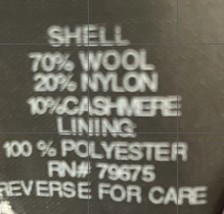 SHELL
70% WOOL
20% NYLON
10%CASHMERE
LINING
100 % POLYESTER
RN# 79675
REVERSE FOR CARE